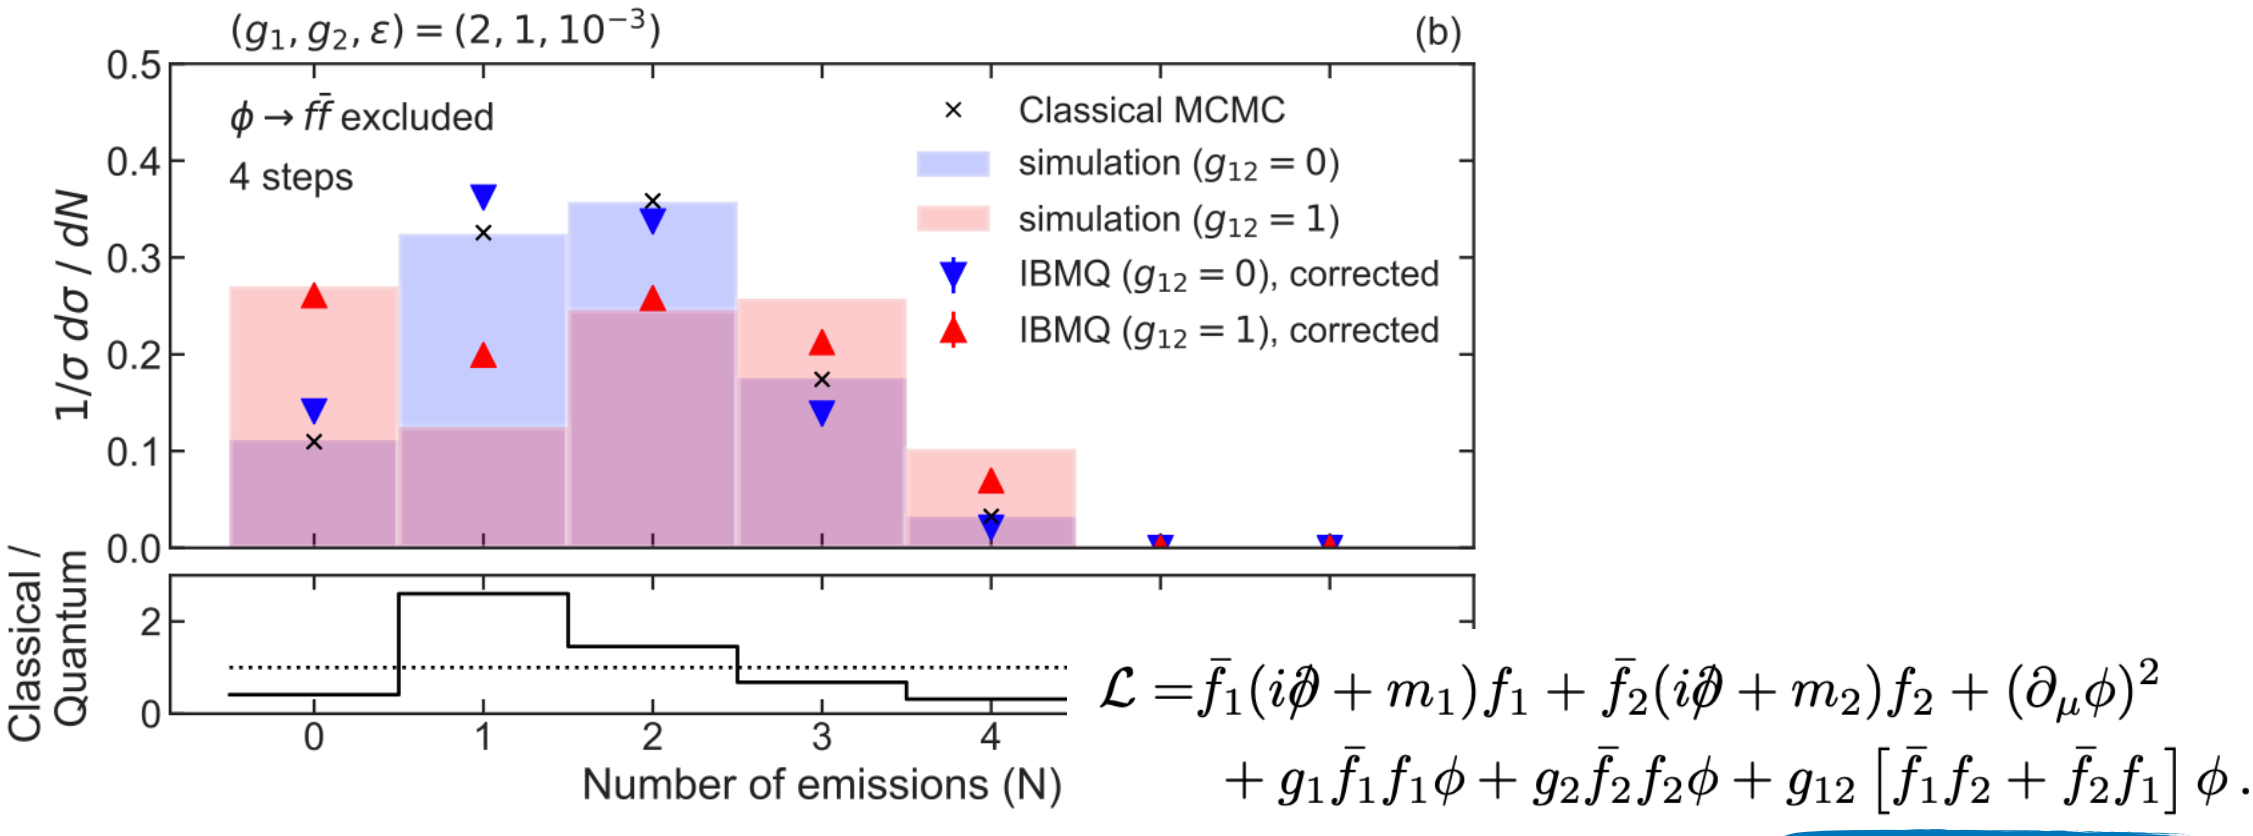 (g₁, g₂, ε) = (2, 1, 10⁻³)
(b)
ϕ → ff̄ excluded
4 steps
Classical MCMC
simulation (g₁₂ = 0)
simulation (g₁₂ = 1)
IBMQ (g₁₂ = 0), corrected
IBMQ (g₁₂ = 1), corrected
1/σ dσ / dN
0.5
0.4
0.3
0.2
0.1
0.0
Classical /
Quantum
2
0
0 1 2 3 4
Number of emissions (N)
ℒ = f̄₁(i∂̸ + m₁)f₁ + f̄₂(i∂̸ + m₂)f₂ + (∂_μϕ)²
+ g₁f̄₁f₁ϕ + g₂f̄₂f₂ϕ + g₁₂ [f̄₁f₂ + f̄₂f₁] ϕ .